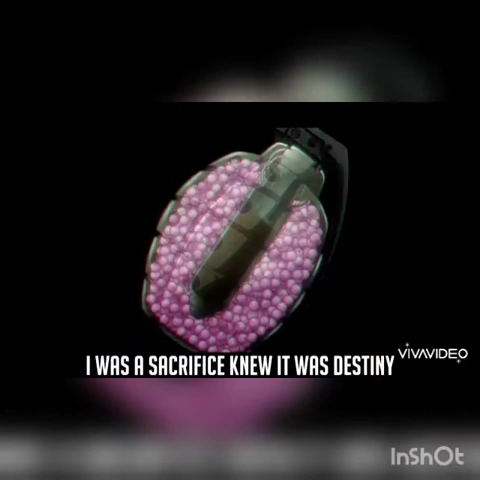 I WAS A SACRIFICE KNEW IT WAS DESTINY
VIVAVIDEO
InShOt